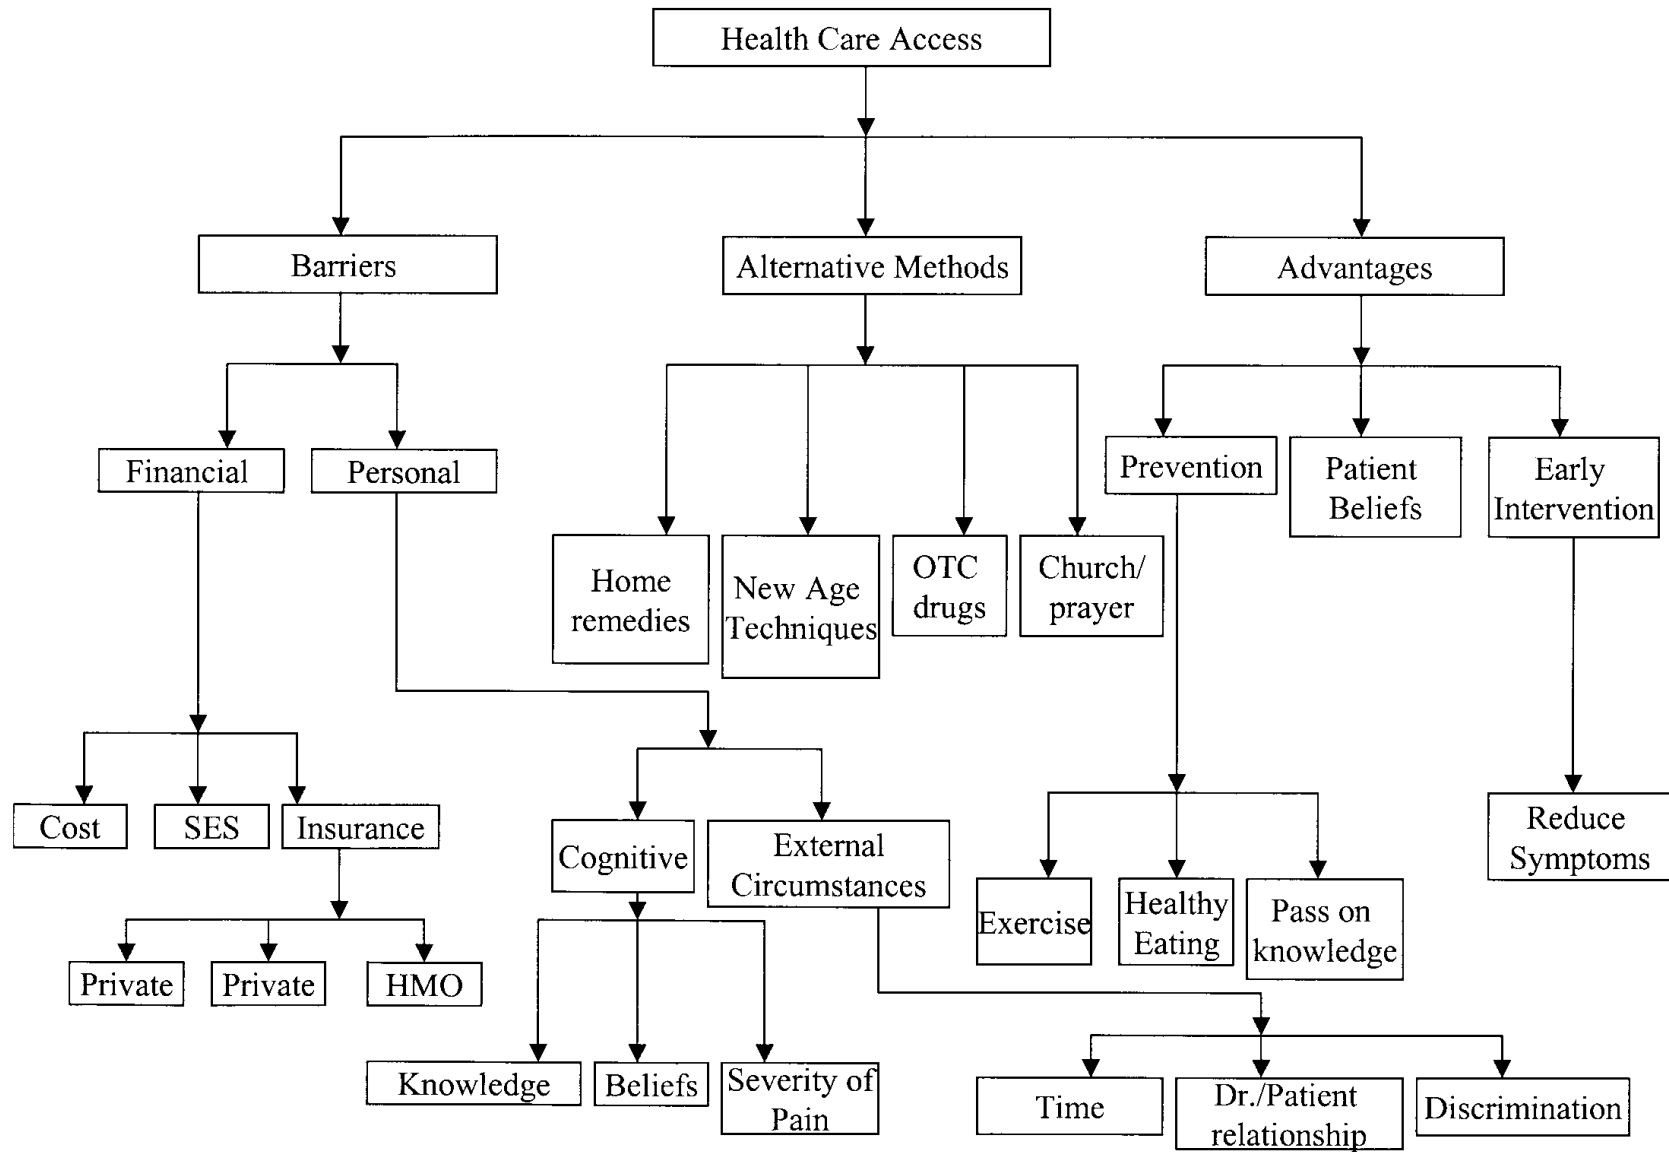 Health Care Access
Barriers
Alternative Methods
Advantages
Financial
Personal
Prevention
Patient
Beliefs
Early
Intervention
Home
remedies
New Age
Techniques
OTC
drugs
Church/
prayer
Cost
SES
Insurance
Cognitive
External
Circumstances
Exercise
Healthy
Eating
Pass on
knowledge
Reduce
Symptoms
Private
Private
HMO
Knowledge
Beliefs
Severity of
Pain
Time
Dr./Patient
relationship
Discrimination